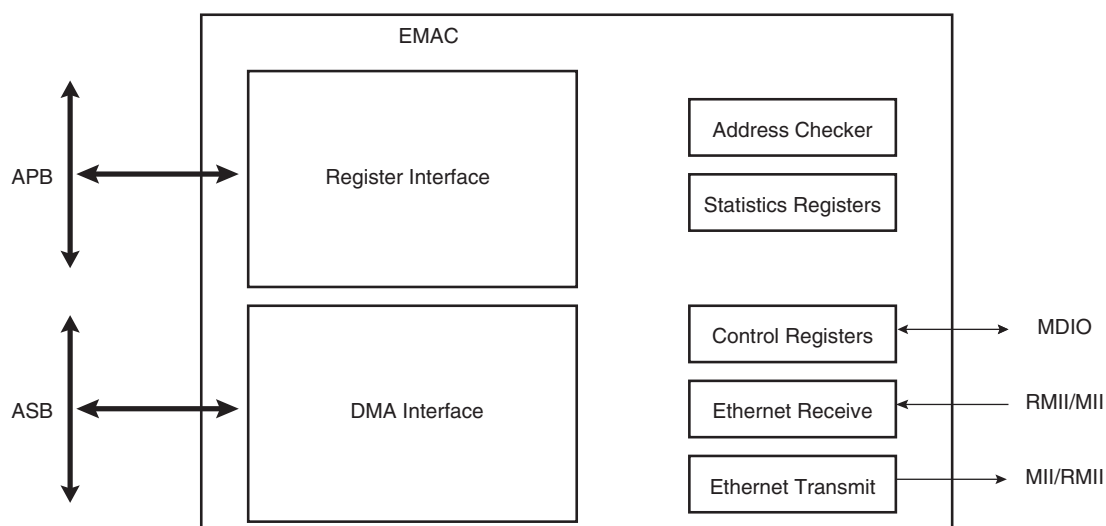 EMAC
Address Checker
APB
Register Interface
Statistics Registers
Control Registers
MDIO
ASB
DMA Interface
Ethernet Receive
RMII/MII
Ethernet Transmit
MII/RMII